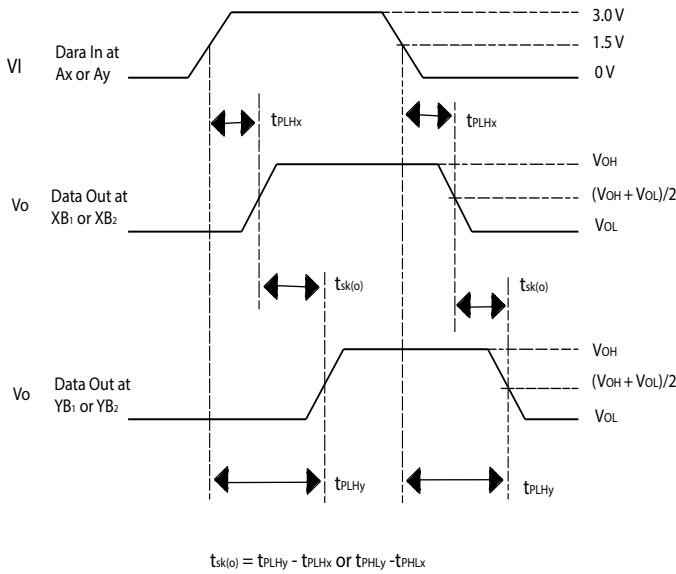 3.0 V
VI
Dara In at
Ax or Ay
1.5 V
0 V
tPLHx
tPLHx
Vo
Data Out at
XB1 or XB2
VOH
(VOH + VOL)/2
VOL
tsk(o)
tsk(o)
Vo
Data Out at
YB1 or YB2
VOH
(VOH + VOL)/2
VOL
tPLHy
tPLHy
tsk(o) = tPLHy - tPLHx or tPHLy -tPHLx